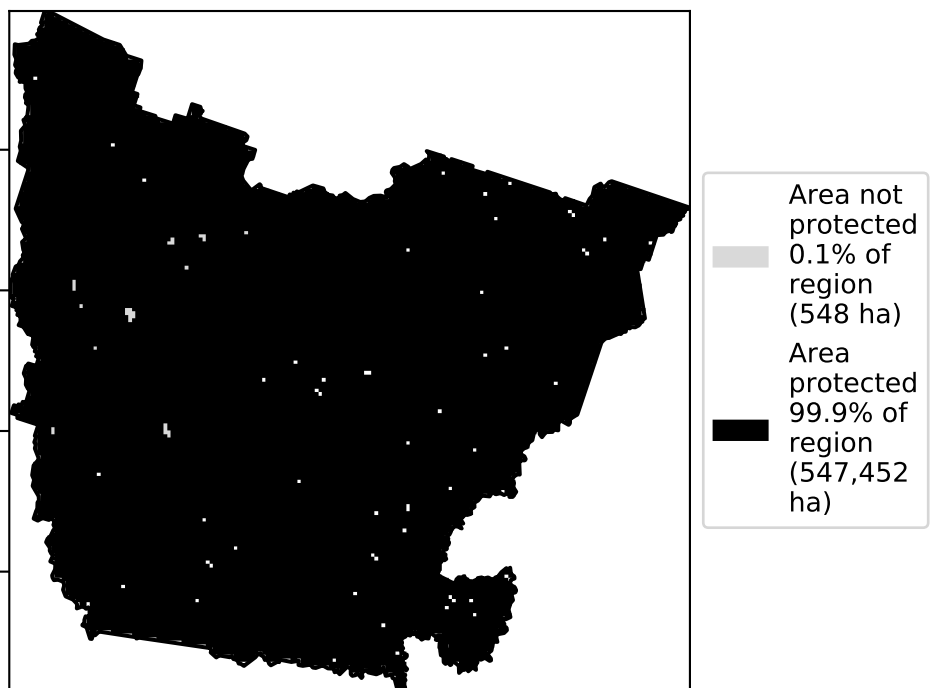 Area not
protected
0.1% of
region
(548 ha)
Area
protected
99.9% of
region
(547,452
ha)